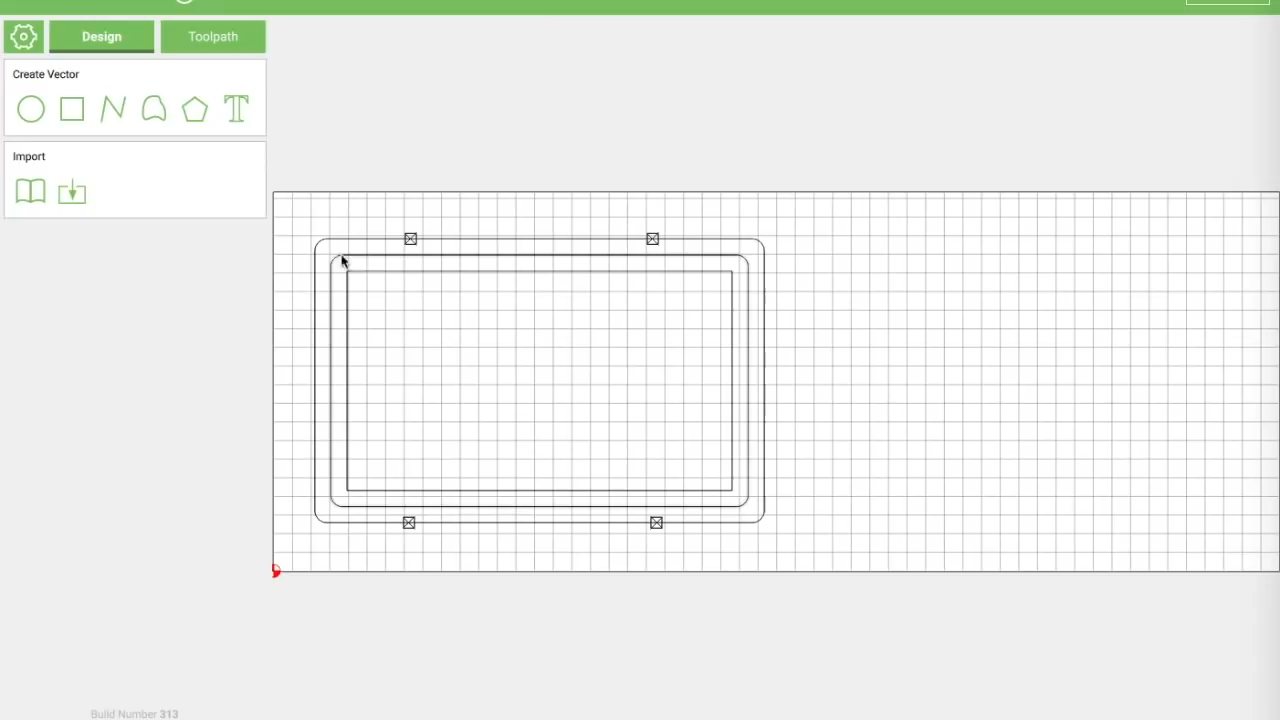 Design
Toolpath
Create Vector
Import
Build Number 313